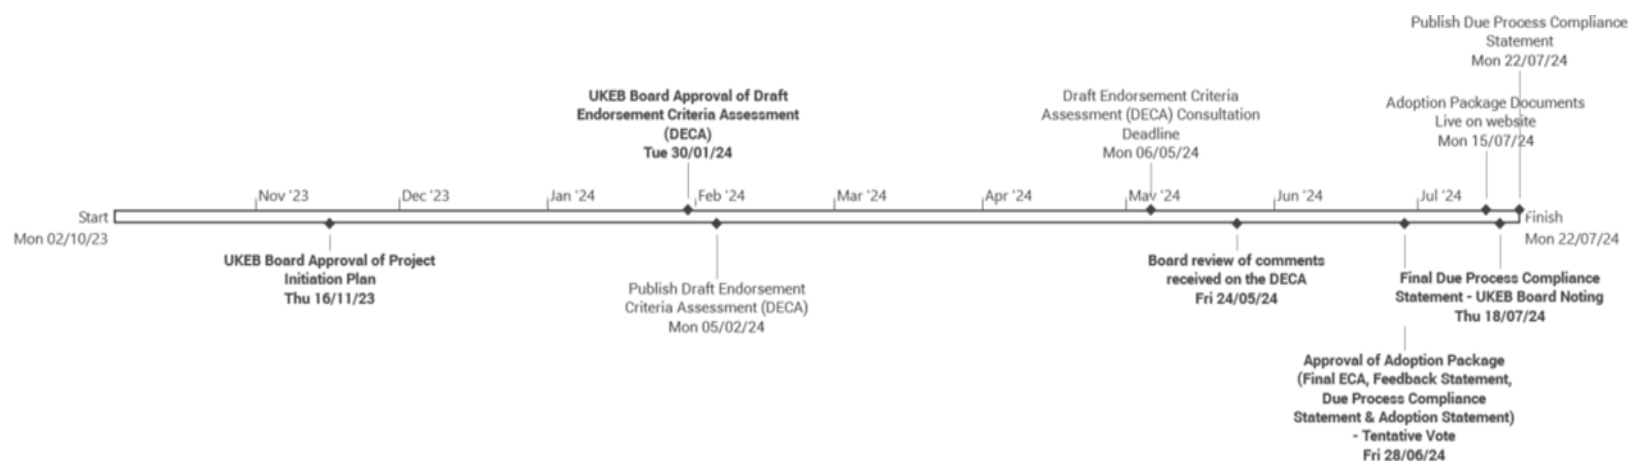 Publish Due Process Compliance
Statement
Mon 22/07/24
UKEB Board Approval of Draft
Endorsement Criteria Assessment
(DECA)
Tue 30/01/24
Draft Endorsement Criteria
Assessment (DECA) Consultation
Deadline
Mon 06/05/24
Adoption Package Documents
Live on website
Mon 15/07/24
Nov '23
Dec '23
Jan '24
Feb '24
Mar '24
Apr '24
May '24
Jun '24
Jul '24
Start
Mon 02/10/23
Finish
Mon 22/07/24
UKEB Board Approval of Project
Initiation Plan
Thu 16/11/23
Publish Draft Endorsement
Criteria Assessment (DECA)
Mon 05/02/24
Board review of comments
received on the DECA
Fri 24/05/24
Final Due Process Compliance
Statement - UKEB Board Noting
Thu 18/07/24
Approval of Adoption Package
(Final ECA, Feedback Statement,
Due Process Compliance
Statement & Adoption Statement)
- Tentative Vote
Fri 28/06/24